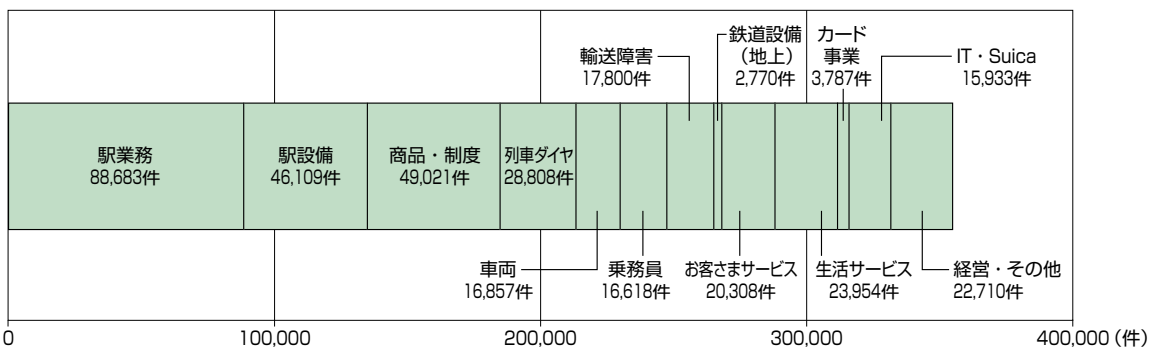 鉄道設備
(地上)
2,770件
カード
事業
3,787件
輸送障害
17,800件
IT・Suica
15,933件
駅業務
88,683件
駅設備
46,109件
商品・制度
49,021件
列車ダイヤ
28,808件
車両
16,857件
乗務員
16,618件
お客さまサービス
20,308件
生活サービス
23,954件
経営・その他
22,710件
0
100,000
200,000
300,000
400,000(件)